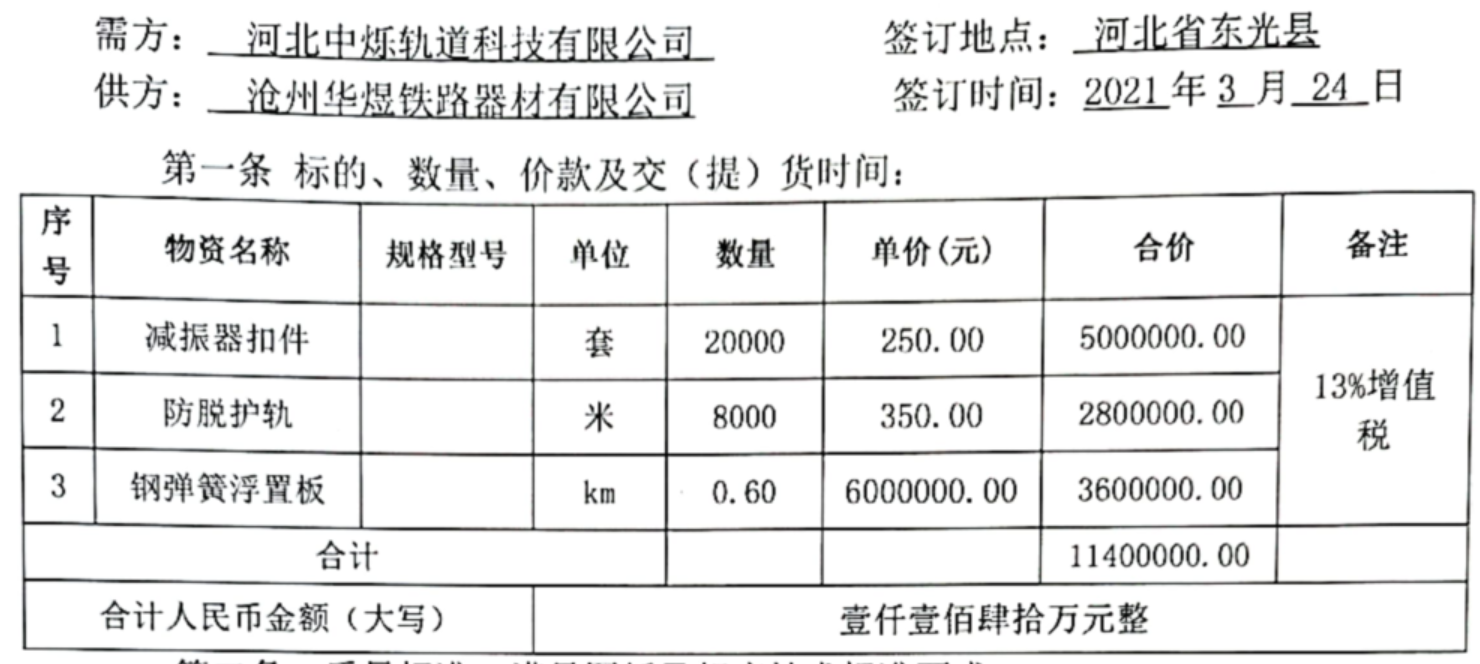 需方： 河北中烁轨道科技有限公司 签订地点： 河北省东光县
供方： 沧州华煜铁路器材有限公司 签订时间：2021年3月24日
第一条 标的、数量、价款及交（提）货时间：
序号 物资名称 规格型号 单位 数量 单价(元) 合价 备注
1 减振器扣件 套 20000 250.00 5000000.00
2 防脱护轨 米 8000 350.00 2800000.00
13%增值税
3 钢弹簧浮置板 km 0.60 6000000.00 3600000.00
合计 11400000.00
合计人民币金额（大写） 壹仟壹佰肆拾万元整